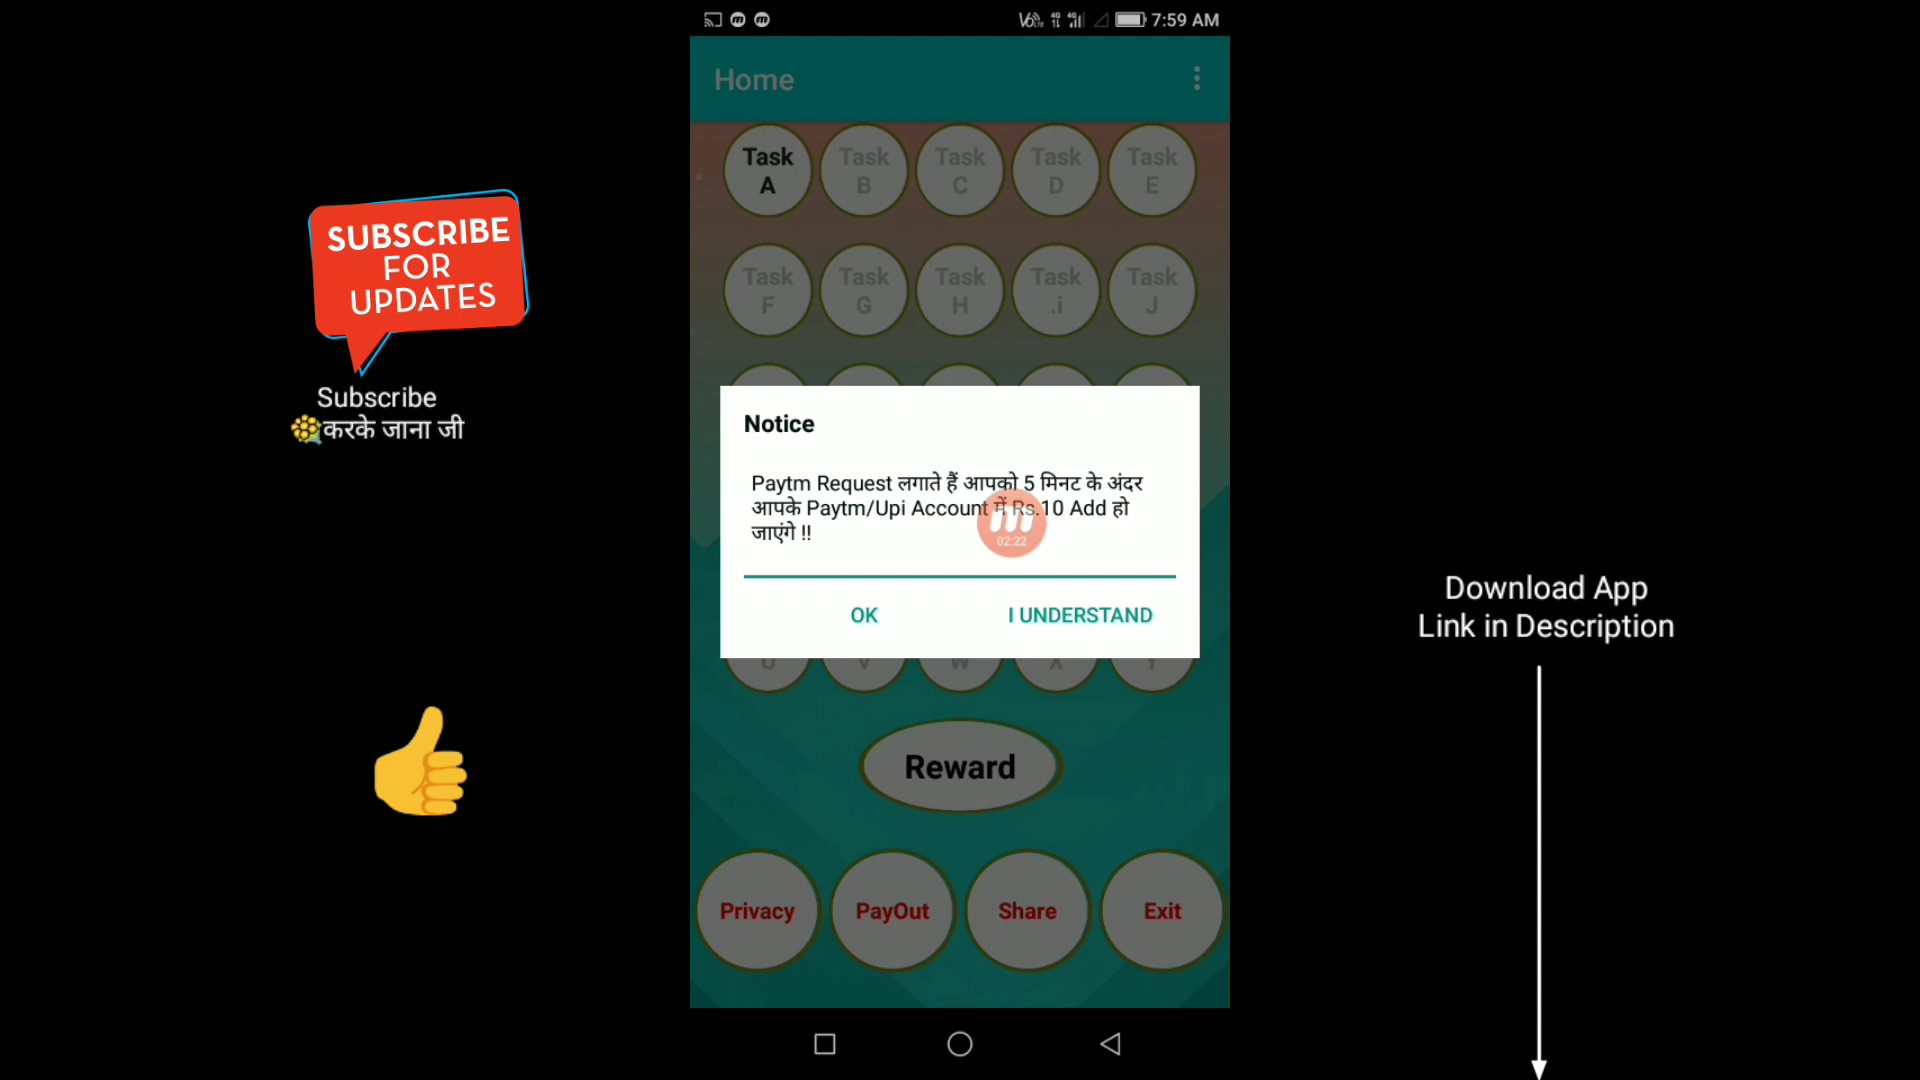 7:59 AM
Home
Task A
Task B
Task C
Task D
Task E
Task F
Task G
Task H
Task .i
Task J
SUBSCRIBE
FOR
UPDATES
Subscribe
करके जाना जी
Notice
Paytm Request लगाते हैं आपको 5 मिनट के अंदर
आपके Paytm/Upi Account में Rs.10 Add हो
जाएंगे !!
02:22
OK
I UNDERSTAND
U
V
W
X
Y
Download App
Link in Description
Reward
Privacy
PayOut
Share
Exit